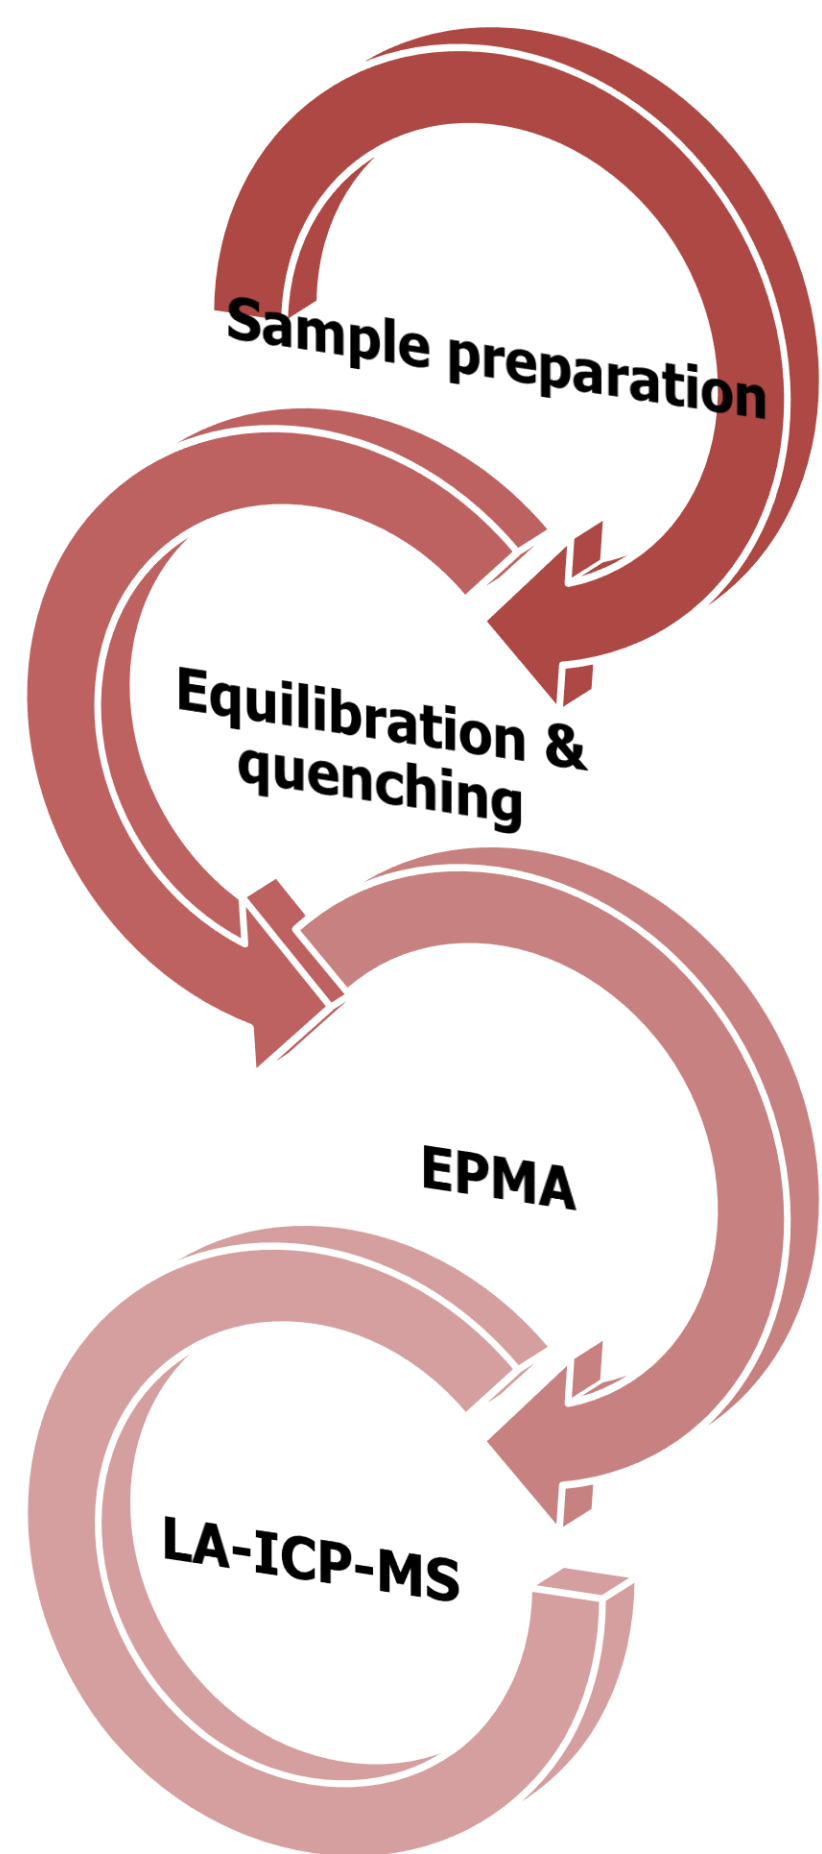 Sample preparation
Equilibration &
quenching
EPMA
LA-ICP-MS